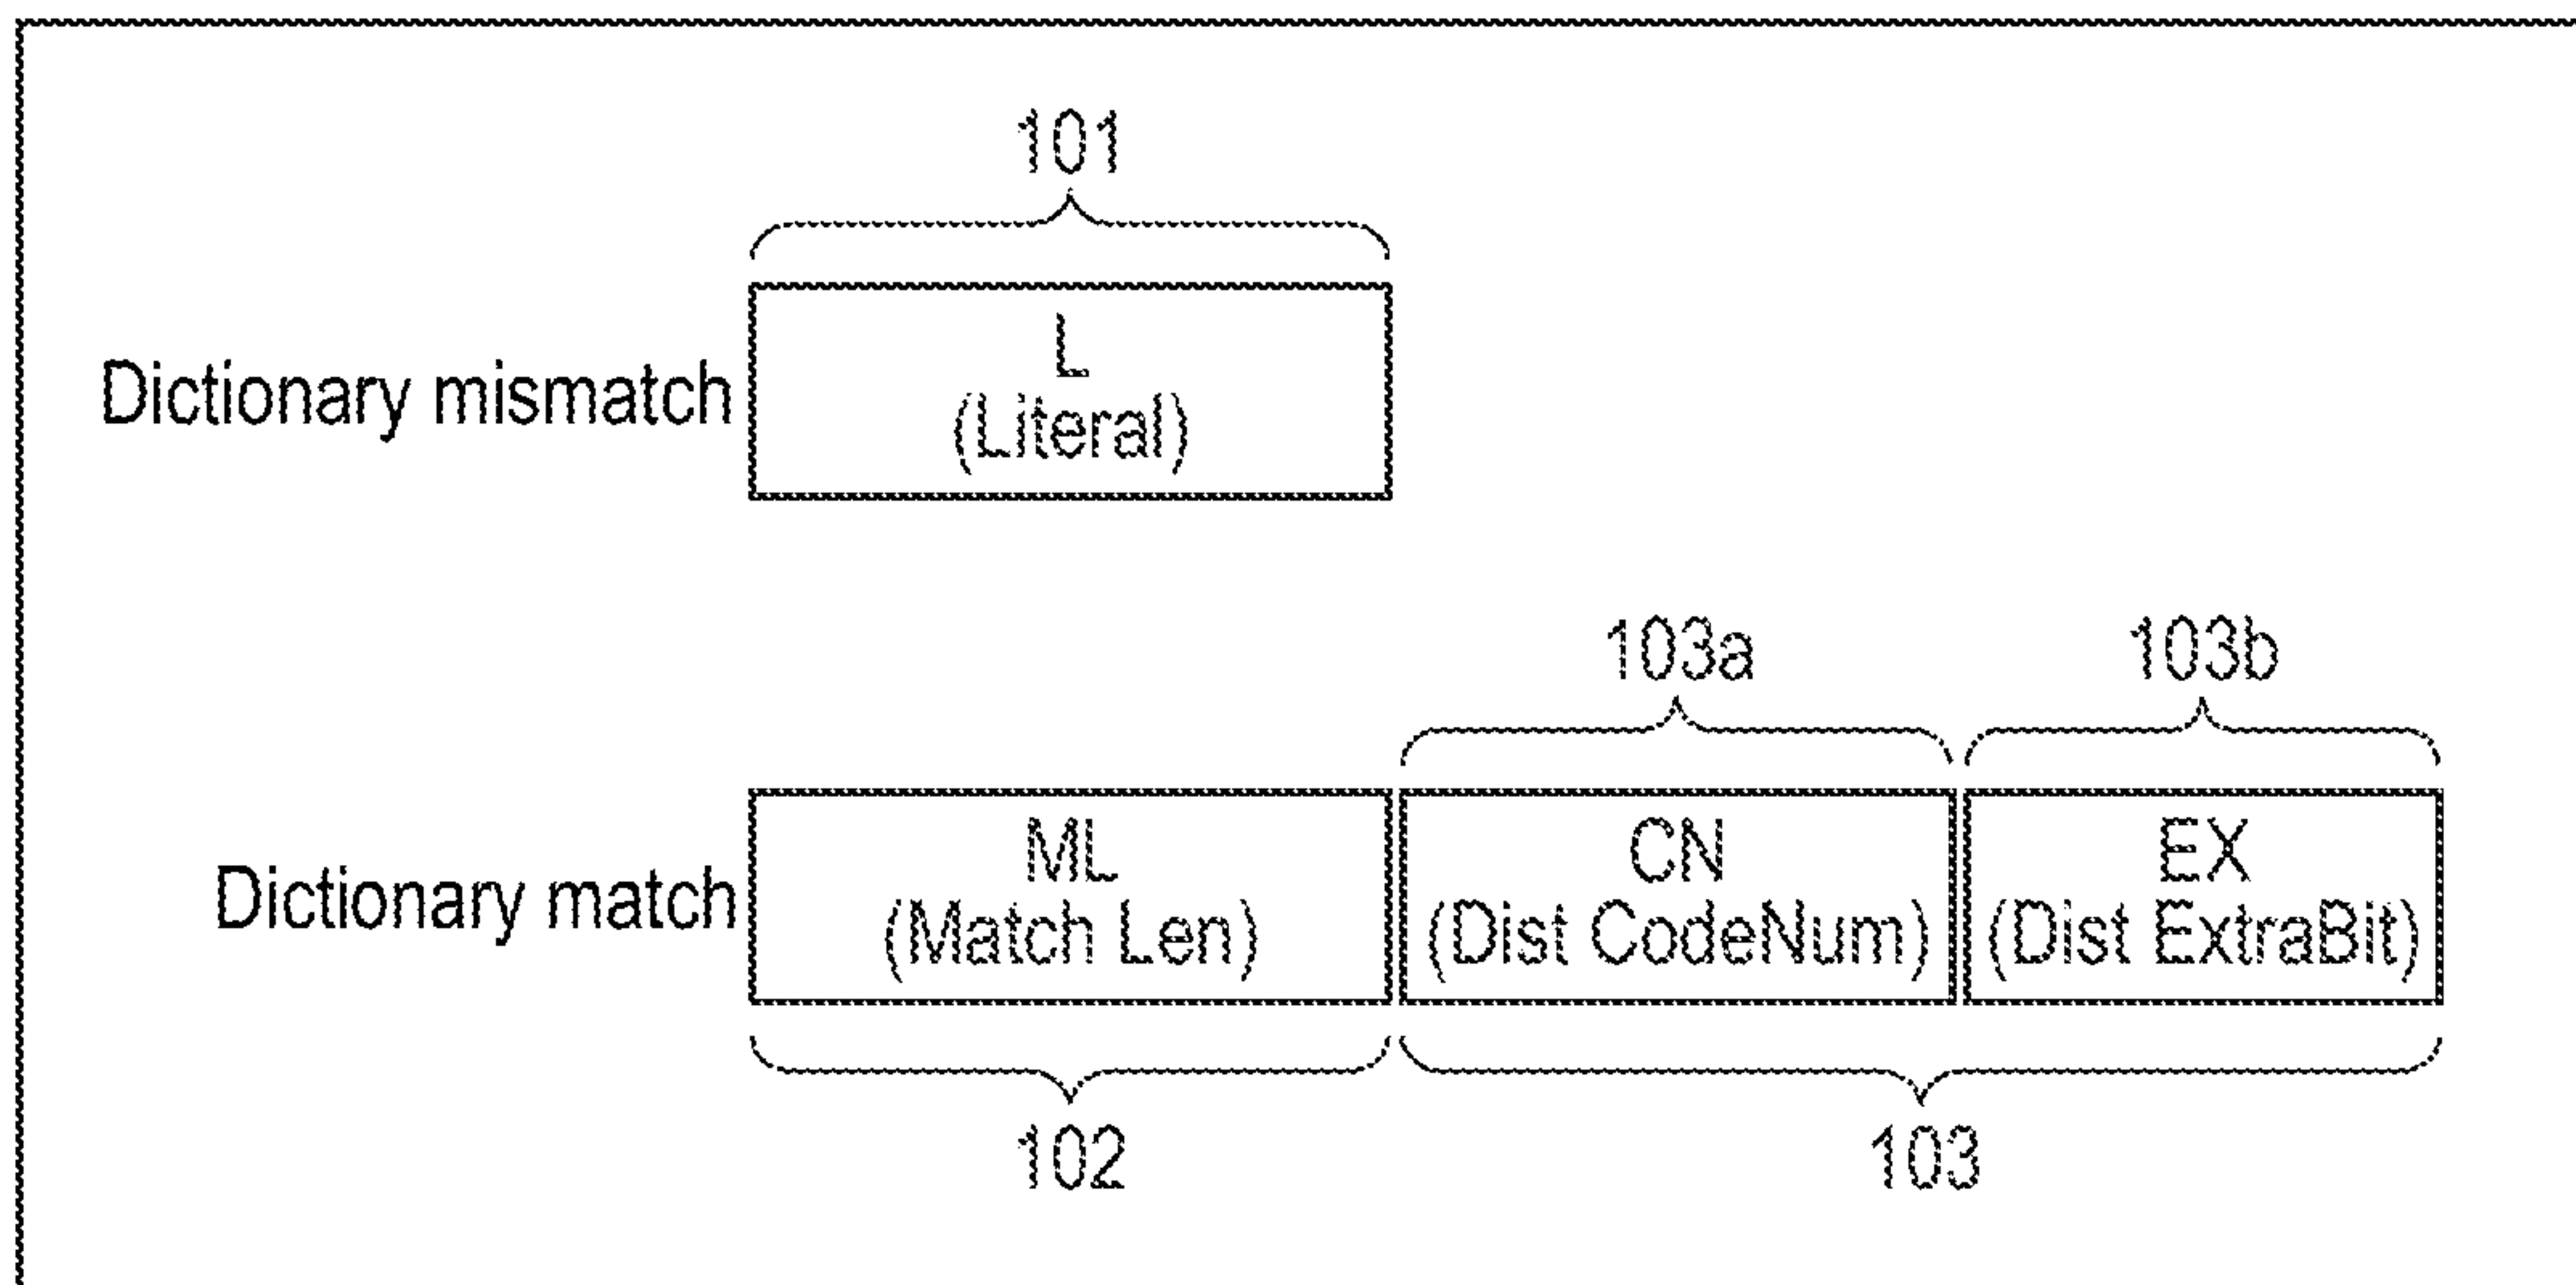 101
L
Dictionary mismatch
(Literal)
103a
103b
ML
CN
EX
Dictionary match
(Match Len)
(Dist CodeNum)
(Dist ExtraBit)
102
103